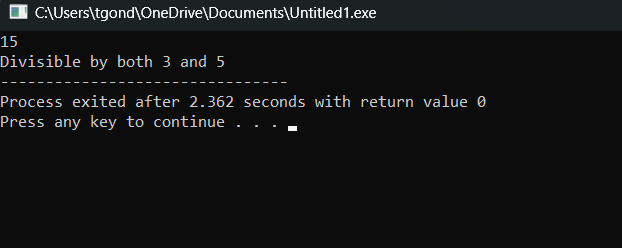 C:\Users\tgond\OneDrive\Documents\Untitled1.exe
15
Divisible by both 3 and 5
--------------------------------
Process exited after 2.362 seconds with return value 0
Press any key to continue . . .